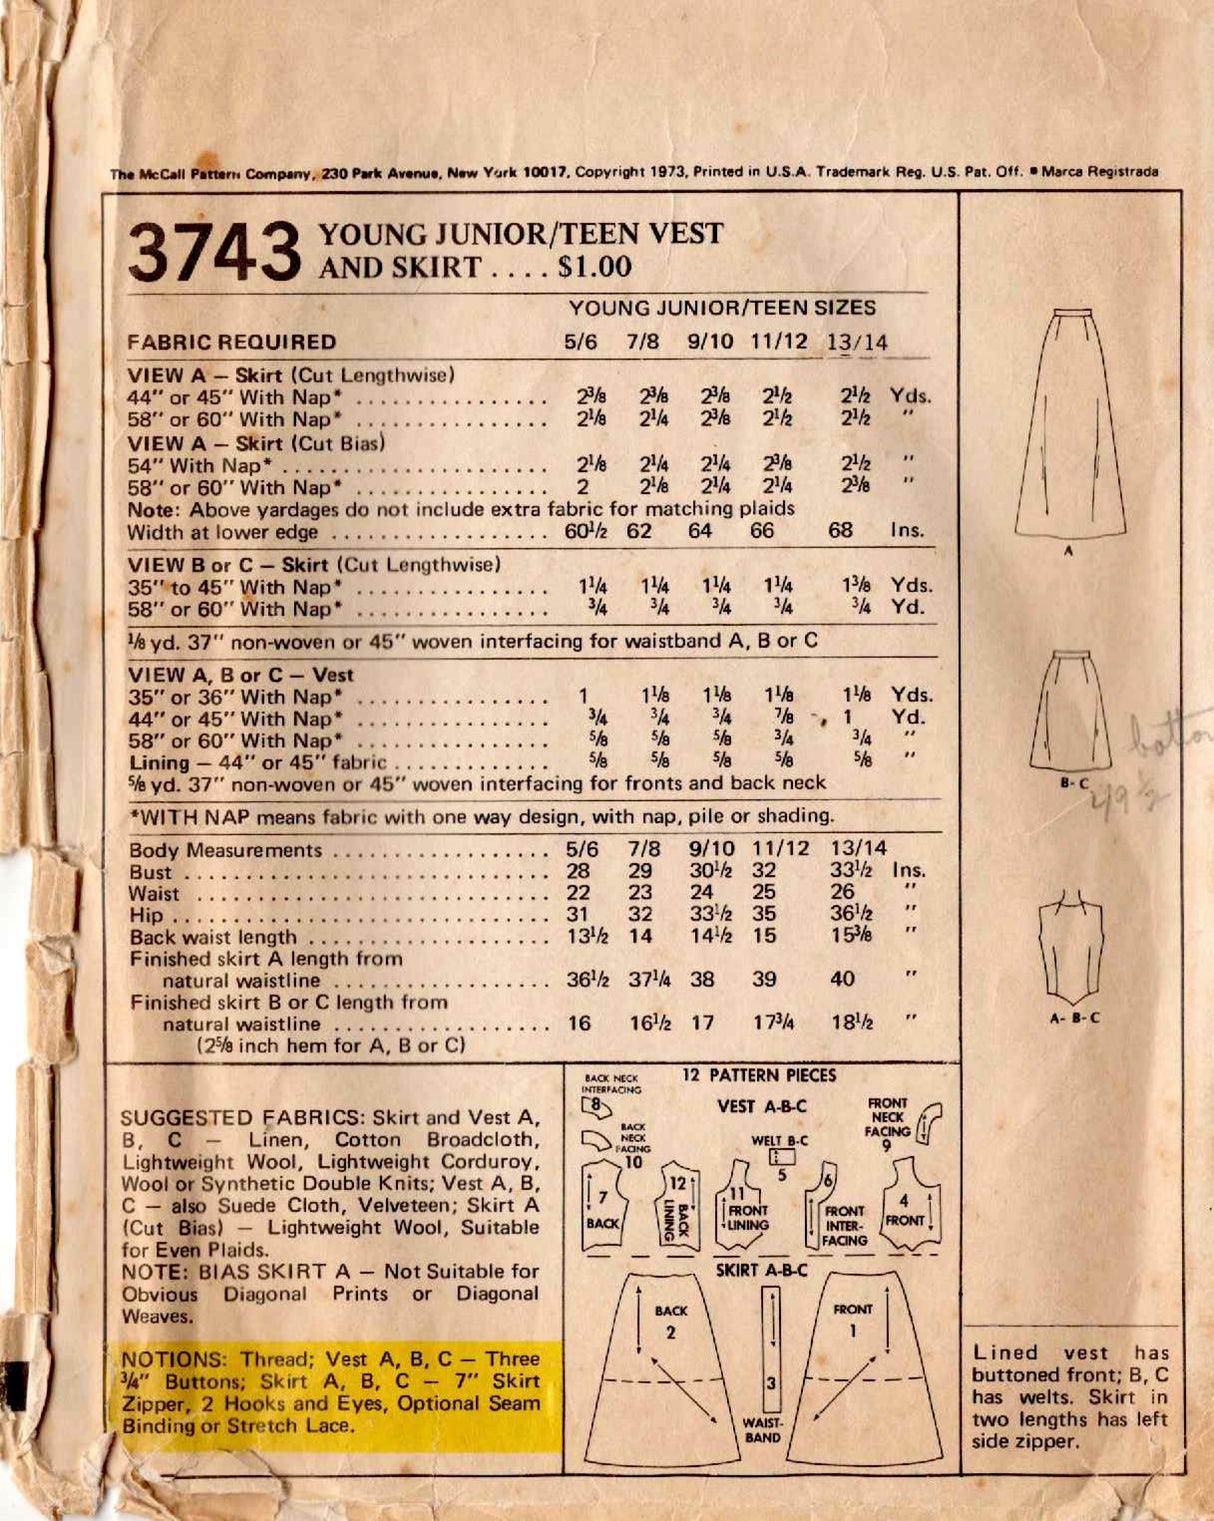 The McCall Pattern Company, 230 Park Avenue, New York 10017, Copyright 1973, Printed in U.S.A. Trademark Reg. U.S. Pat. Off. • Marca Registrada
3743 YOUNG JUNIOR/TEEN VEST
AND SKIRT .... $1.00
YOUNG JUNIOR/TEEN SIZES
FABRIC REQUIRED 5/6 7/8 9/10 11/12 13/14
VIEW A – Skirt (Cut Lengthwise)
44" or 45" With Nap* ................ 2⅜ 2⅜ 2⅜ 2½ 2½ Yds.
58" or 60" With Nap* ................ 2⅛ 2¼ 2⅜ 2½ 2½ "
VIEW A – Skirt (Cut Bias)
54" With Nap* ...................... 2⅛ 2¼ 2¼ 2⅜ 2½ "
58" or 60" With Nap* ................ 2 2⅛ 2¼ 2¼ 2⅜ "
Note: Above yardages do not include extra fabric for matching plaids
Width at lower edge .................. 60½ 62 64 66 68 Ins.
VIEW B or C – Skirt (Cut Lengthwise)
35" to 45" With Nap* ................ 1¼ 1¼ 1¼ 1¼ 1⅜ Yds.
58" or 60" With Nap* ................ ¾ ¾ ¾ ¾ ¾ Yd.
⅛ yd. 37" non-woven or 45" woven interfacing for waistband A, B or C
VIEW A, B or C – Vest
35" or 36" With Nap* ................ 1 1⅛ 1⅛ 1⅛ 1⅛ Yds.
44" or 45" With Nap* ................ ¾ ¾ ¾ ⅞ 1 Yd.
58" or 60" With Nap* ................ ⅝ ⅝ ⅝ ¾ ¾ "
Lining – 44" or 45" fabric ............. ⅝ ⅝ ⅝ ⅝ ⅝ "
⅝ yd. 37" non-woven or 45" woven interfacing for fronts and back neck
*WITH NAP means fabric with one way design, with nap, pile or shading.
Body Measurements .................. 5/6 7/8 9/10 11/12 13/14
Bust .............................. 28 29 30½ 32 33½ Ins.
Waist ............................. 22 23 24 25 26 "
Hip ............................... 31 32 33½ 35 36½ "
Back waist length .................... 13½ 14 14½ 15 15⅜ "
Finished skirt A length from
natural waistline .................. 36½ 37¼ 38 39 40 "
Finished skirt B or C length from
natural waistline .................. 16 16½ 17 17¾ 18½ "
(2⅝ inch hem for A, B or C)
A
B-C
A-B-C
SUGGESTED FABRICS: Skirt and Vest A,
B, C – Linen, Cotton Broadcloth,
Lightweight Wool, Lightweight Corduroy,
Wool or Synthetic Double Knits; Vest A, B,
C – also Suede Cloth, Velveteen; Skirt A
(Cut Bias) – Lightweight Wool, Suitable
for Even Plaids.
NOTE: BIAS SKIRT A – Not Suitable for
Obvious Diagonal Prints or Diagonal
Weaves.
NOTIONS: Thread; Vest A, B, C – Three
¾" Buttons; Skirt A, B, C – 7" Skirt
Zipper, 2 Hooks and Eyes, Optional Seam
Binding or Stretch Lace.
12 PATTERN PIECES
VEST A-B-C
BACK NECK
INTERFACING
8
BACK
NECK
FACING
10
WELT B-C
5
FRONT
NECK
FACING
9
7
BACK
12
BACK
LINING
11
FRONT
LINING
6
FRONT
INTER-
FACING
4
FRONT
SKIRT A-B-C
BACK
2
3
WAIST-
BAND
FRONT
1
Lined vest has
buttoned front; B, C
has welts. Skirt in
two lengths has left
side zipper.